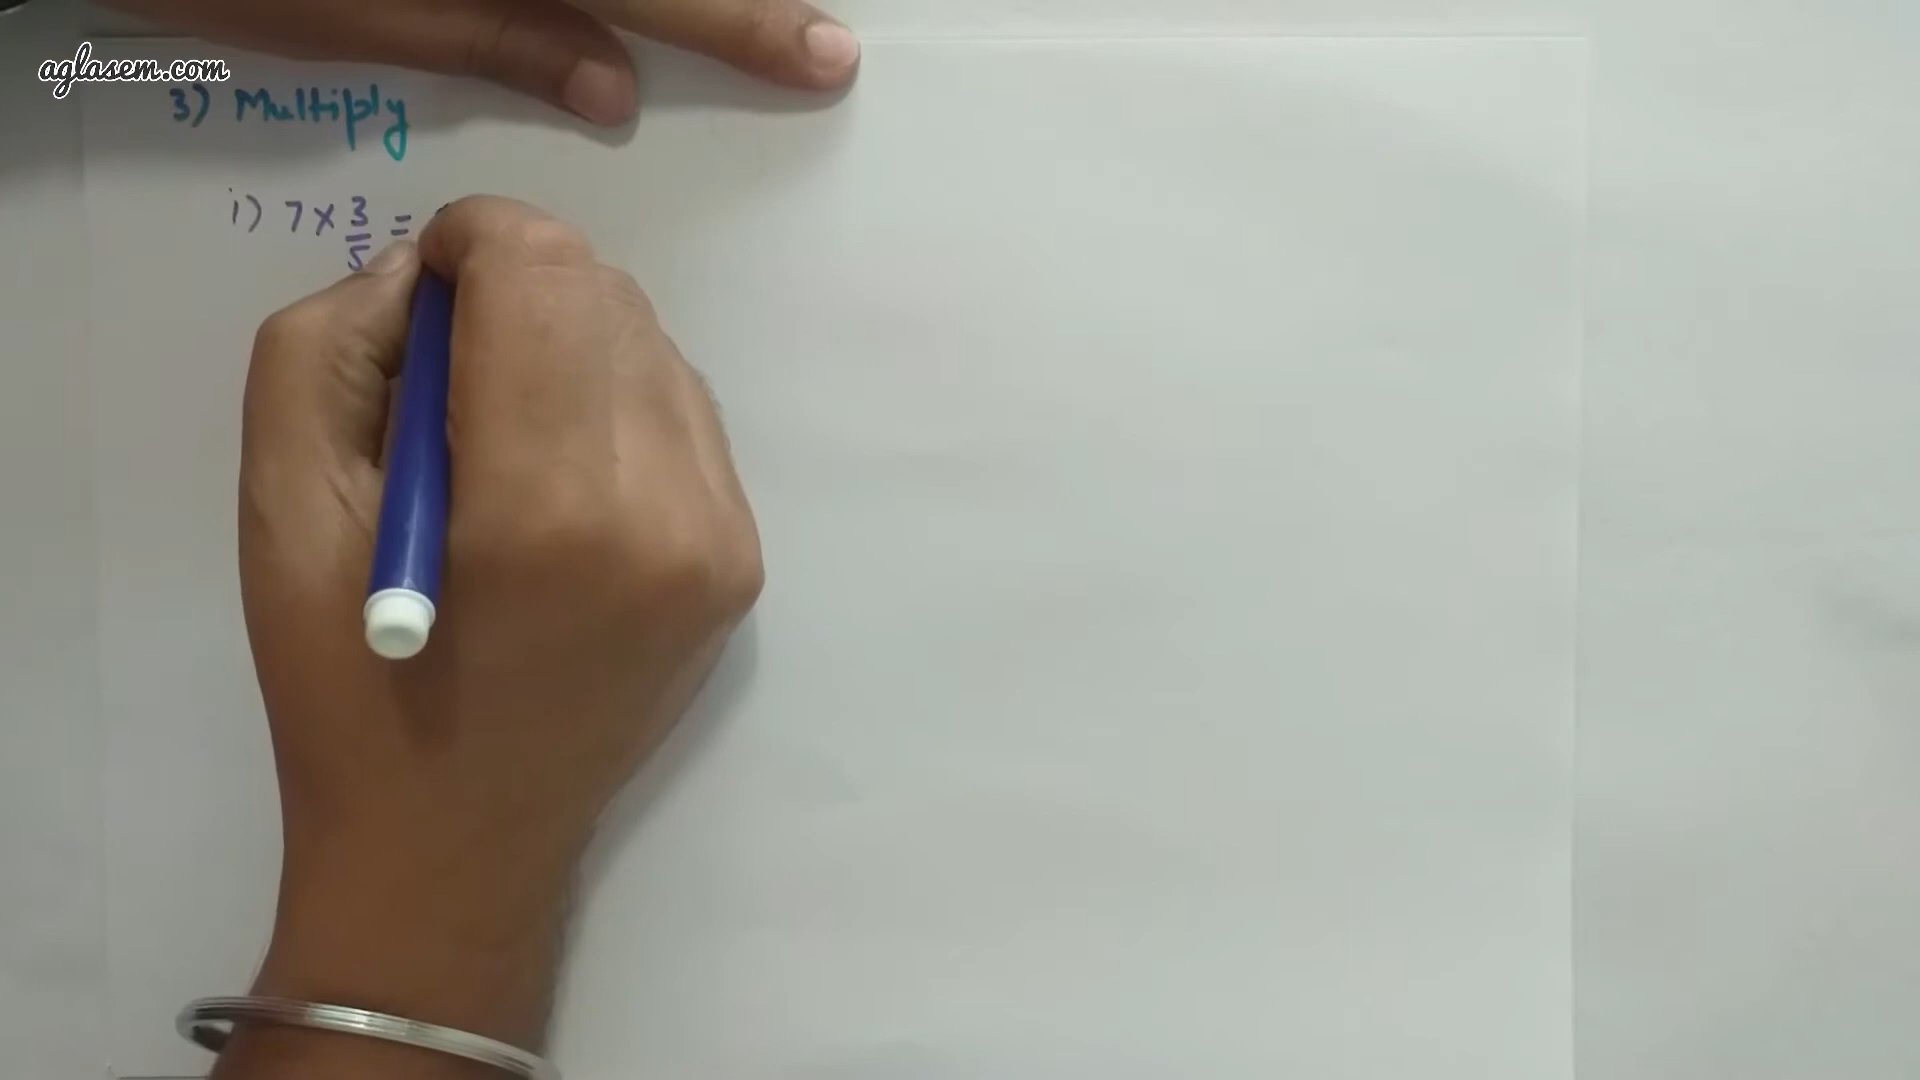 aglasem.com
3) Multiply
i) 7 × 3/5 =